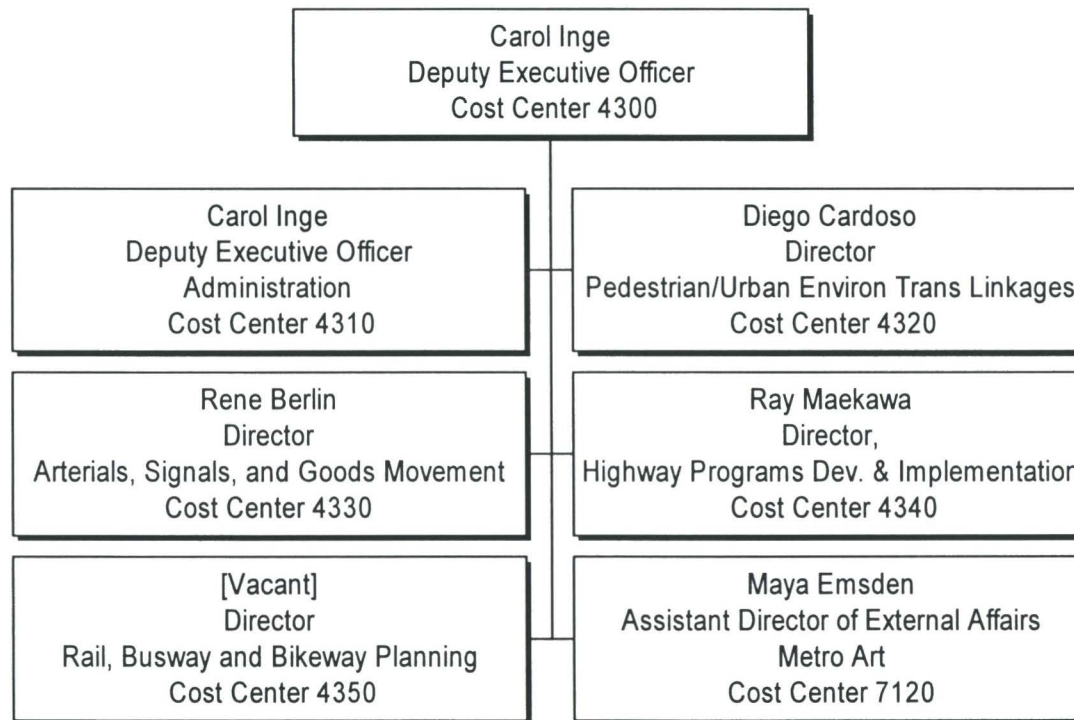 Carol Inge
Deputy Executive Officer
Cost Center 4300
Carol Inge
Deputy Executive Officer
Administration
Cost Center 4310
Diego Cardoso
Director
Pedestrian/Urban Environ Trans Linkages
Cost Center 4320
Rene Berlin
Director
Arterials, Signals, and Goods Movement
Cost Center 4330
Ray Maekawa
Director,
Highway Programs Dev. & Implementation
Cost Center 4340
[Vacant]
Director
Rail, Busway and Bikeway Planning
Cost Center 4350
Maya Emsden
Assistant Director of External Affairs
Metro Art
Cost Center 7120